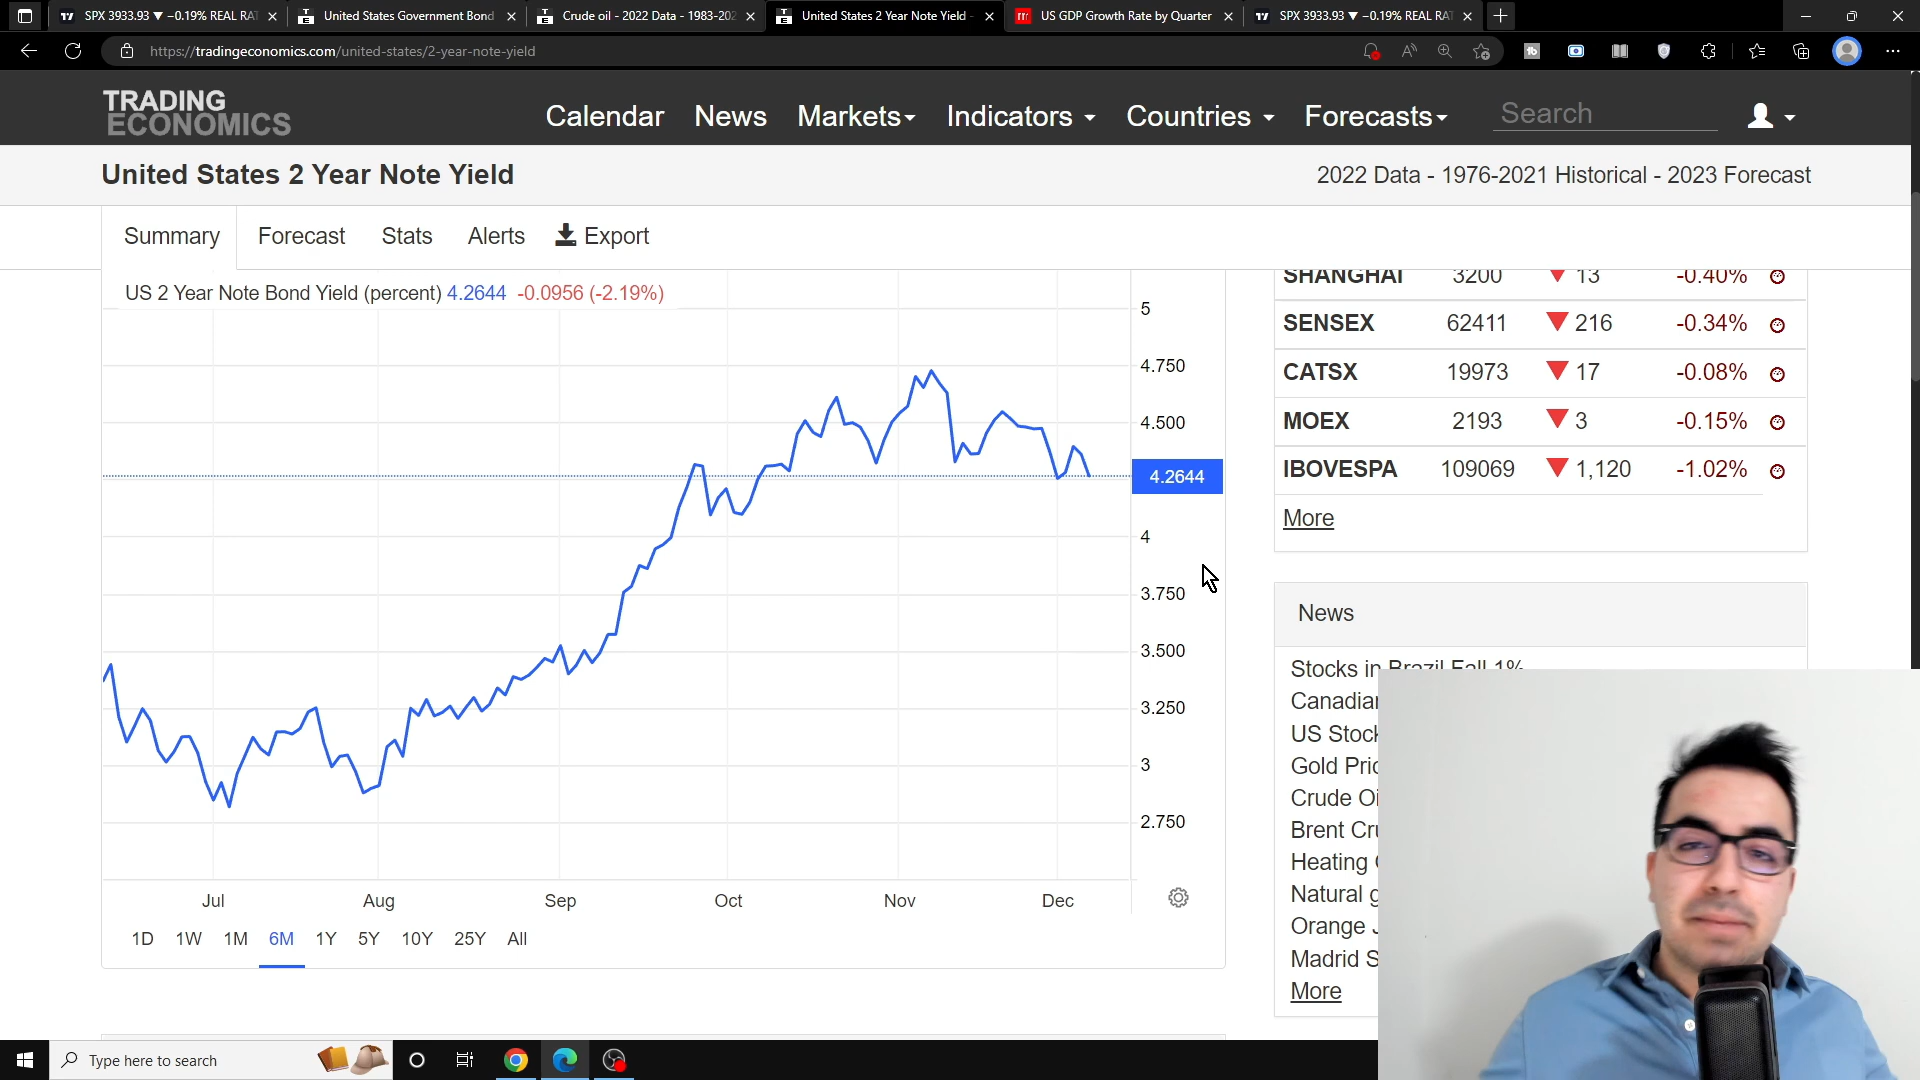 SPX 3933.93 ▼ −0.19% REAL RAT
United States Government Bond
Crude oil - 2022 Data - 1983-202
United States 2 Year Note Yield -
US GDP Growth Rate by Quarter
SPX 3933.93 ▼ −0.19% REAL RAT
https://tradingeconomics.com/united-states/2-year-note-yield
TRADING
ECONOMICS
Calendar News Markets Indicators Countries Forecasts Search
United States 2 Year Note Yield
2022 Data - 1976-2021 Historical - 2023 Forecast
Summary Forecast Stats Alerts Export
US 2 Year Note Bond Yield (percent) 4.2644 -0.0956 (-2.19%)
5
4.750
4.500
4.2644
4
3.750
3.500
3.250
3
2.750
Jul Aug Sep Oct Nov Dec
1D 1W 1M 6M 1Y 5Y 10Y 25Y All
SHANGHAI 3200 ▼ 13 -0.40%
SENSEX 62411 ▼ 216 -0.34%
CATSX 19973 ▼ 17 -0.08%
MOEX 2193 ▼ 3 -0.15%
IBOVESPA 109069 ▼ 1,120 -1.02%
More
News
Stocks in Brazil Fall 1%
Canadian
US Stock
Gold Pric
Crude Oi
Brent Cru
Heating
Natural g
Orange J
Madrid S
More
Type here to search